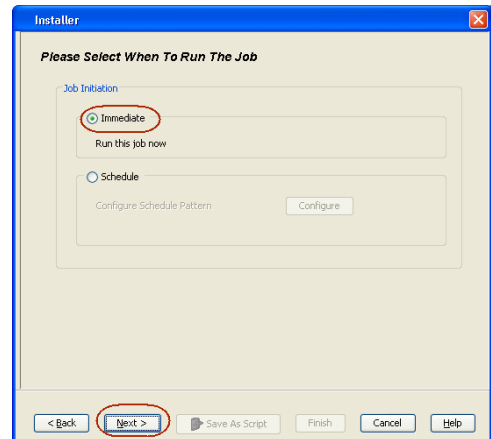 Installer
Please Select When To Run The Job
Job Initiation
Immediate
Run this job now
Schedule
Configure Schedule Pattern Configure
< Back Next > Save As Script Finish Cancel Help